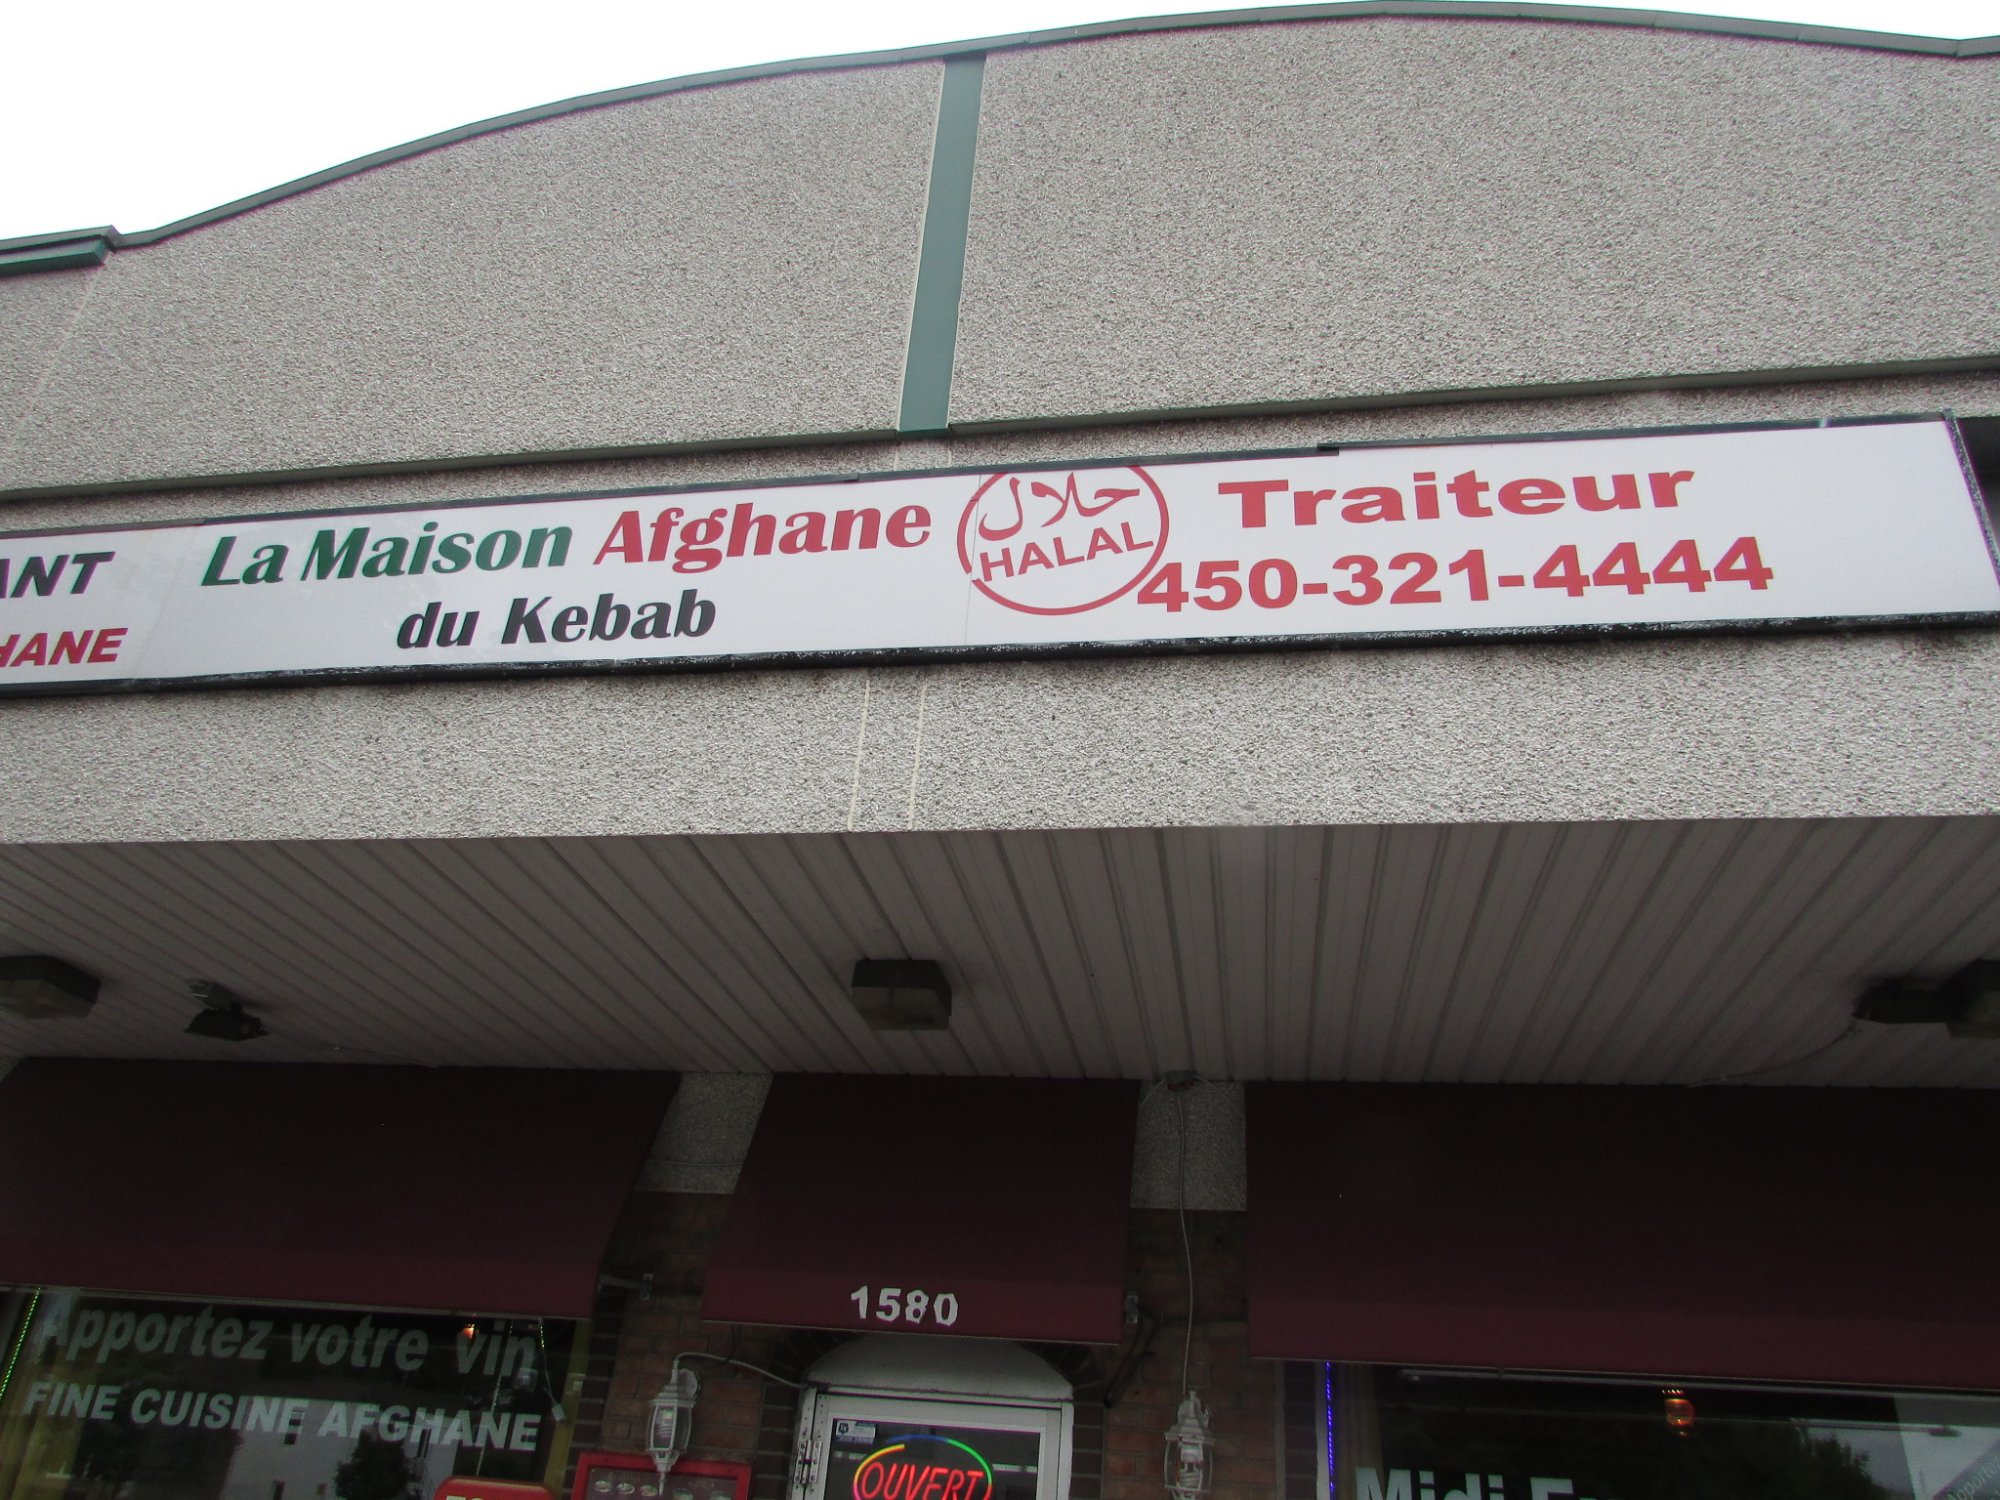 ANT
HANE
La Maison Afghane
du Kebab
حلال
HALAL
Traiteur
450-321-4444
1580
Apportez votre vin
FINE CUISINE AFGHANE
OUVERT
Midi